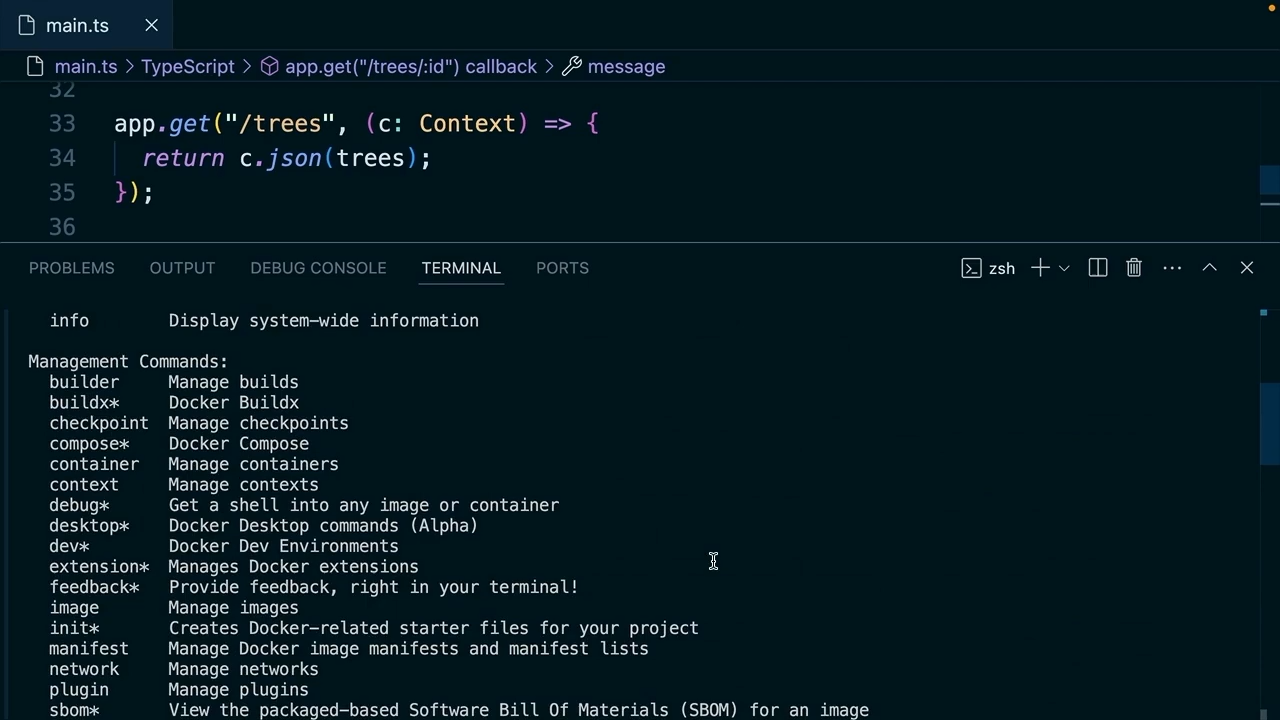 main.ts
main.ts > TypeScript > app.get("/trees/:id") callback > message
32
33 app.get("/trees", (c: Context) => {
34 return c.json(trees);
35 });
36
PROBLEMS OUTPUT DEBUG CONSOLE TERMINAL PORTS zsh
info Display system-wide information
Management Commands:
builder Manage builds
buildx* Docker Buildx
checkpoint Manage checkpoints
compose* Docker Compose
container Manage containers
context Manage contexts
debug* Get a shell into any image or container
desktop* Docker Desktop commands (Alpha)
dev* Docker Dev Environments
extension* Manages Docker extensions
feedback* Provide feedback, right in your terminal!
image Manage images
init* Creates Docker-related starter files for your project
manifest Manage Docker image manifests and manifest lists
network Manage networks
plugin Manage plugins
sbom* View the packaged-based Software Bill Of Materials (SBOM) for an image